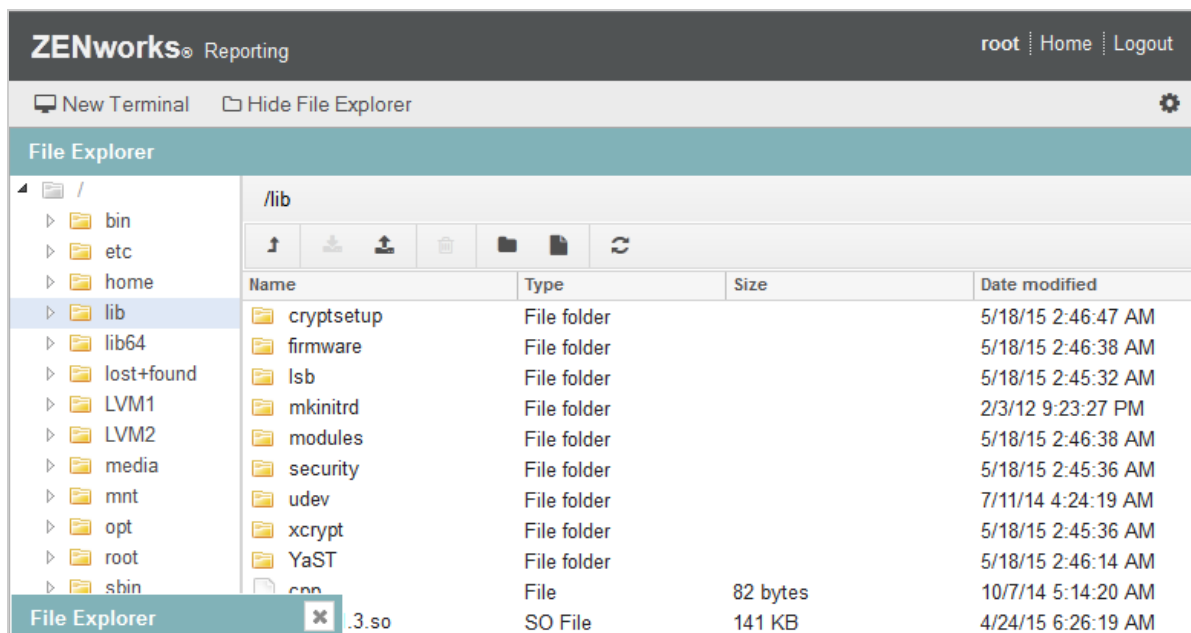 ZENworks® Reporting root Home Logout
New Terminal Hide File Explorer
File Explorer
/
bin
etc
home
lib
lib64
lost+found
LVM1
LVM2
media
mnt
opt
root
sbin
/lib
Name Type Size Date modified
cryptsetup File folder 5/18/15 2:46:47 AM
firmware File folder 5/18/15 2:46:38 AM
lsb File folder 5/18/15 2:45:32 AM
mkinitrd File folder 2/3/12 9:23:27 PM
modules File folder 5/18/15 2:46:38 AM
security File folder 5/18/15 2:45:36 AM
udev File folder 7/11/14 4:24:19 AM
xcrypt File folder 5/18/15 2:45:36 AM
YaST File folder 5/18/15 2:46:14 AM
cpp File 82 bytes 10/7/14 5:14:20 AM
.3.so SO File 141 KB 4/24/15 6:26:19 AM
File Explorer